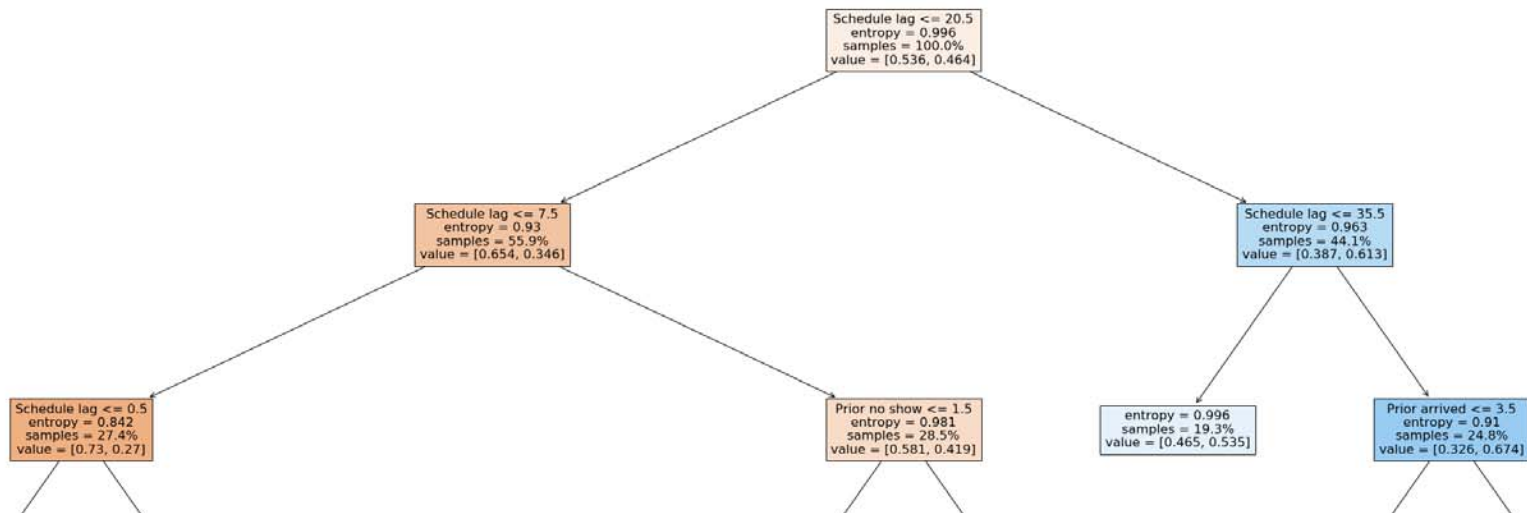 Schedule lag <= 20.5
entropy = 0.996
samples = 100.0%
value = [0.536, 0.464]
Schedule lag <= 7.5
entropy = 0.93
samples = 55.9%
value = [0.654, 0.346]
Schedule lag <= 35.5
entropy = 0.963
samples = 44.1%
value = [0.387, 0.613]
Schedule lag <= 0.5
entropy = 0.842
samples = 27.4%
value = [0.73, 0.27]
Prior no show <= 1.5
entropy = 0.981
samples = 28.5%
value = [0.581, 0.419]
entropy = 0.996
samples = 19.3%
value = [0.465, 0.535]
Prior arrived <= 3.5
entropy = 0.91
samples = 24.8%
value = [0.326, 0.674]